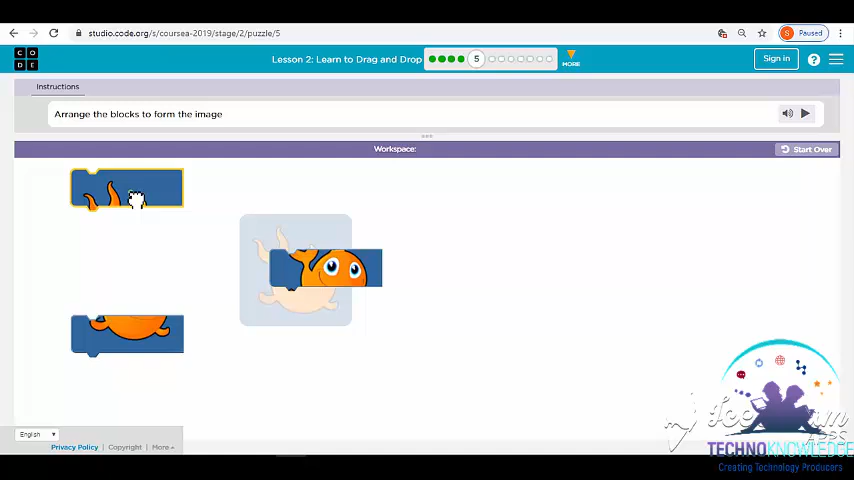 studio.code.org/s/coursea-2019/stage/2/puzzle/5
S Paused
C O
D E
Lesson 2: Learn to Drag and Drop
5
MORE
Sign in
Instructions
Arrange the blocks to form the image
Workspace:
Start Over
English
Privacy Policy | Copyright | More
TECHNOKNOWLEDGE
Creating Technology Producers